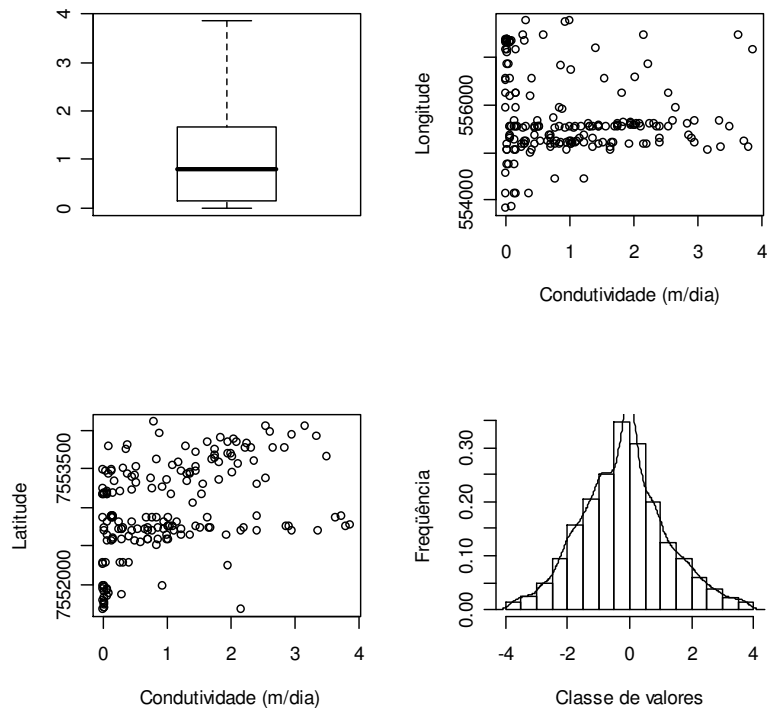 4
3
2
1
0
Longitude
556000
554000
0 1 2 3 4
Condutividade (m/dia)
Latitude
7553500
7552000
0 1 2 3 4
Condutividade (m/dia)
Freqüência
0.30
0.20
0.10
0.00
-4 -2 0 2 4
Classe de valores